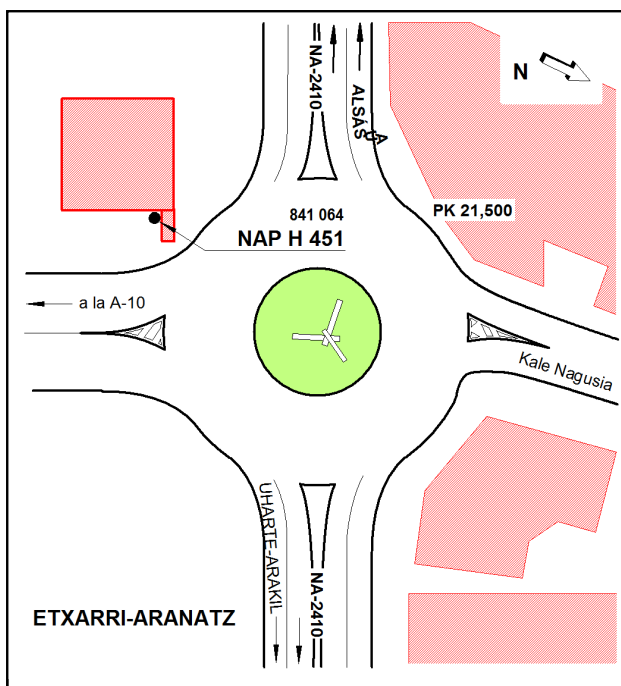 NA-2410
ALSÁSUA
N
841 064
NAP H 451
PK 21,500
a la A-10
Kale Nagusia
UHARTE-ARAKIL
NA-2410
ETXARRI-ARANATZ